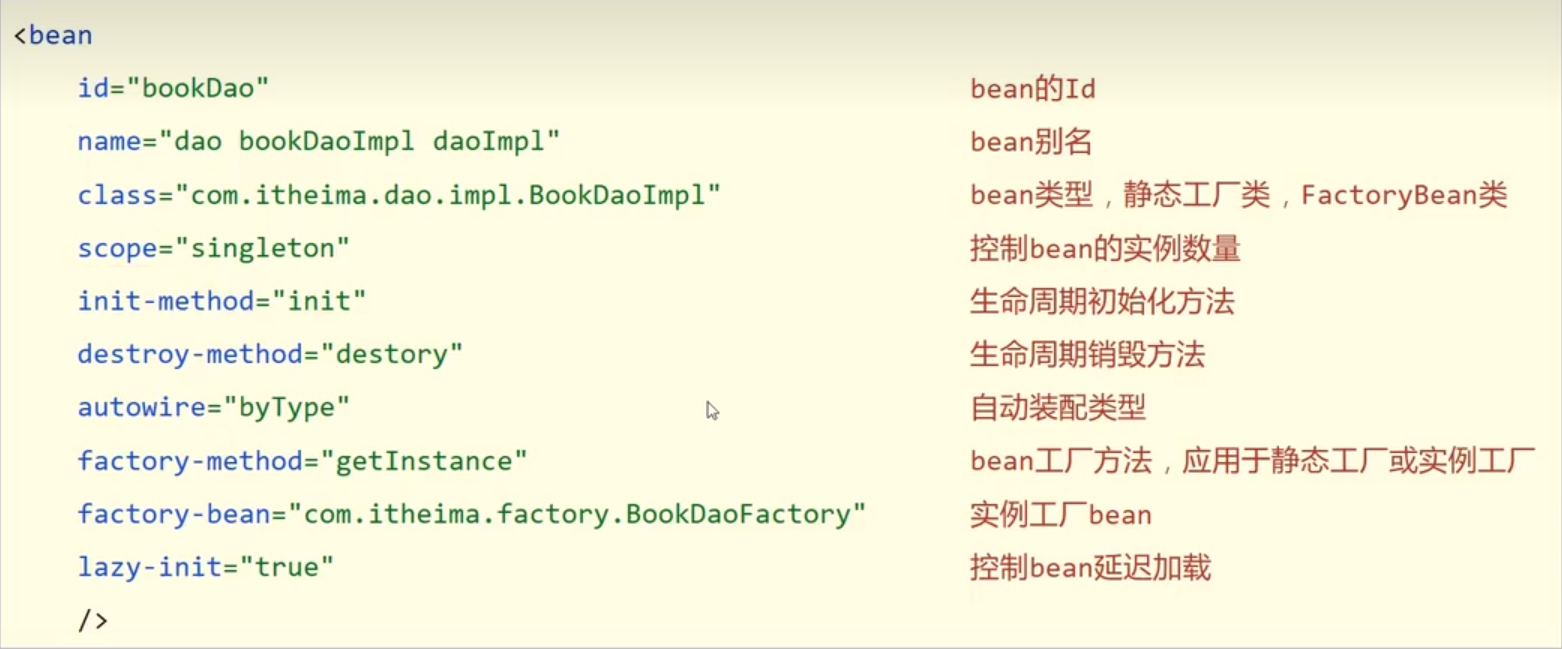 <bean
id="bookDao" bean的Id
name="dao bookDaoImpl daoImpl" bean别名
class="com.itheima.dao.impl.BookDaoImpl" bean类型，静态工厂类，FactoryBean类
scope="singleton" 控制bean的实例数量
init-method="init" 生命周期初始化方法
destroy-method="destory" 生命周期销毁方法
autowire="byType" 自动装配类型
factory-method="getInstance" bean工厂方法，应用于静态工厂或实例工厂
factory-bean="com.itheima.factory.BookDaoFactory" 实例工厂bean
lazy-init="true" 控制bean延迟加载
/>